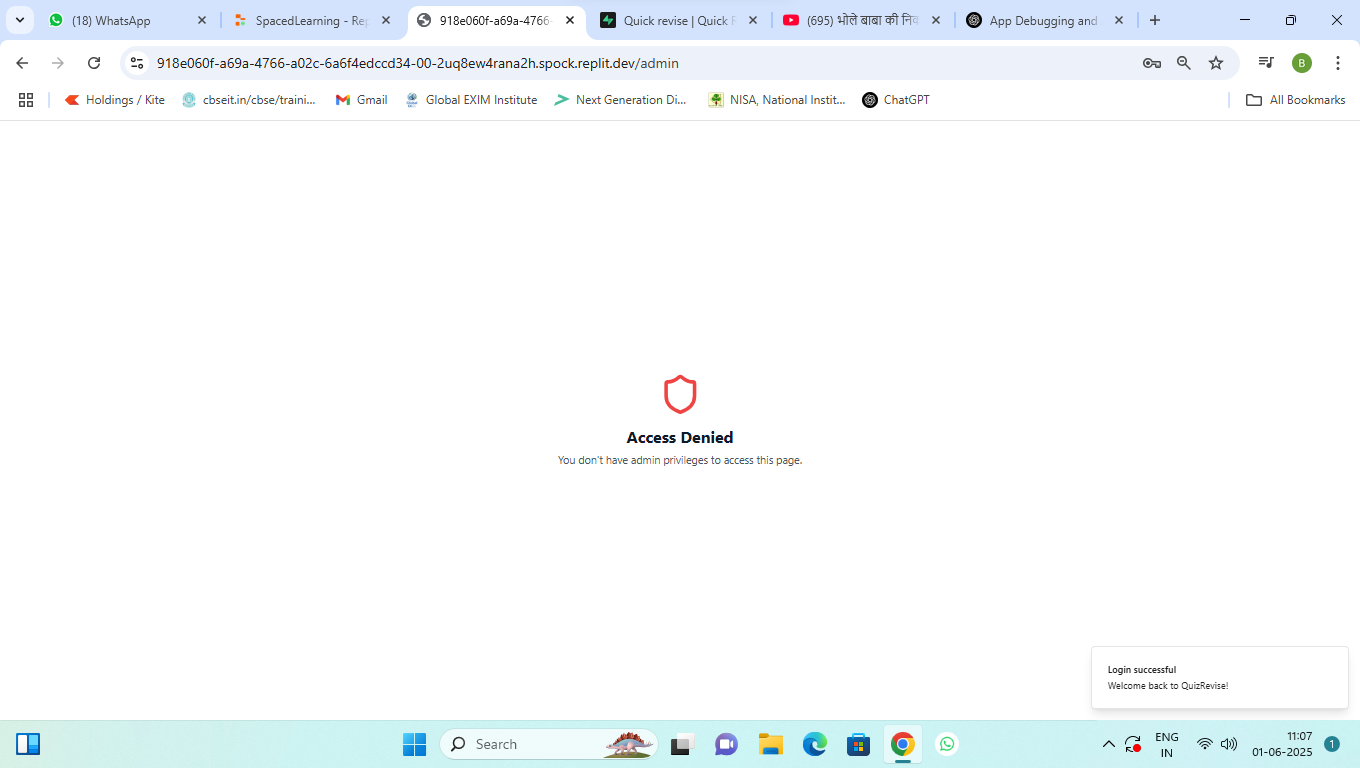 (18) WhatsApp
SpacedLearning - Rep
918e060f-a69a-4766-
Quick revise | Quick R
(695) भोले बाबा की निक
App Debugging and
918e060f-a69a-4766-a02c-6a6f4edccd34-00-2uq8ew4rana2h.spock.replit.dev/admin
B
Holdings / Kite
cbseit.in/cbse/traini...
Gmail
Global EXIM Institute
Next Generation Di...
NISA, National Instit...
ChatGPT
All Bookmarks
Access Denied
You don't have admin privileges to access this page.
Login successful
Welcome back to QuizRevise!
Search
ENG
IN
11:07
01-06-2025
1